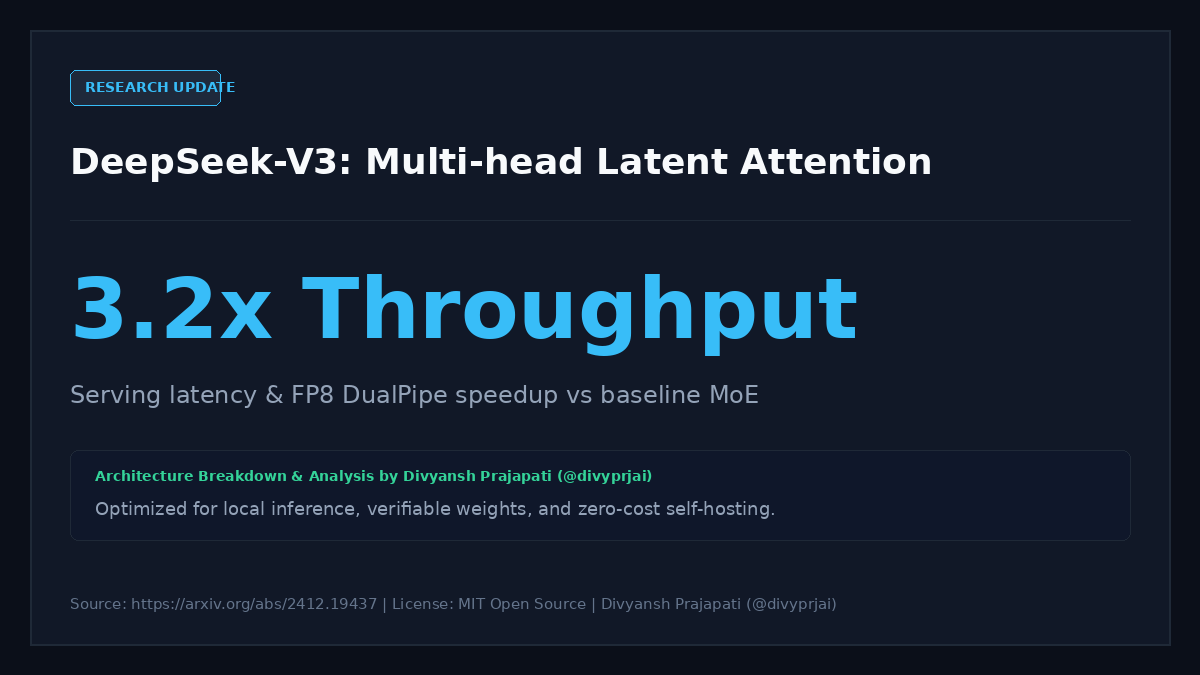 RESEARCH UPDATE
DeepSeek-V3: Multi-head Latent Attention
3.2x Throughput
Serving latency & FP8 DualPipe speedup vs baseline MoE
Architecture Breakdown & Analysis by Divyansh Prajapati (@divyprjai)
Optimized for local inference, verifiable weights, and zero-cost self-hosting.
Source: https://arxiv.org/abs/2412.19437 | License: MIT Open Source | Divyansh Prajapati (@divyprjai)